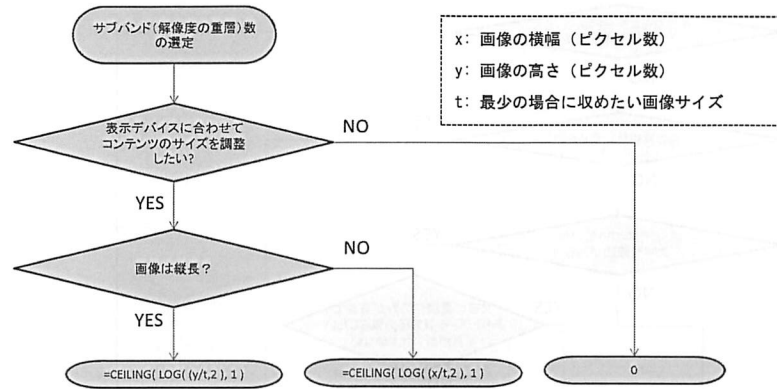 サブバンド(解像度の重層)数
の選定
x: 画像の横幅（ピクセル数）
y: 画像の高さ（ピクセル数）
t: 最少の場合に収めたい画像サイズ
表示デバイスに合わせて
コンテンツのサイズを調整
したい?
NO
YES
画像は縦長？
NO
YES
=CEILING( LOG( (y/t,2 ), 1 )
=CEILING( LOG( (x/t,2 ), 1 )
0